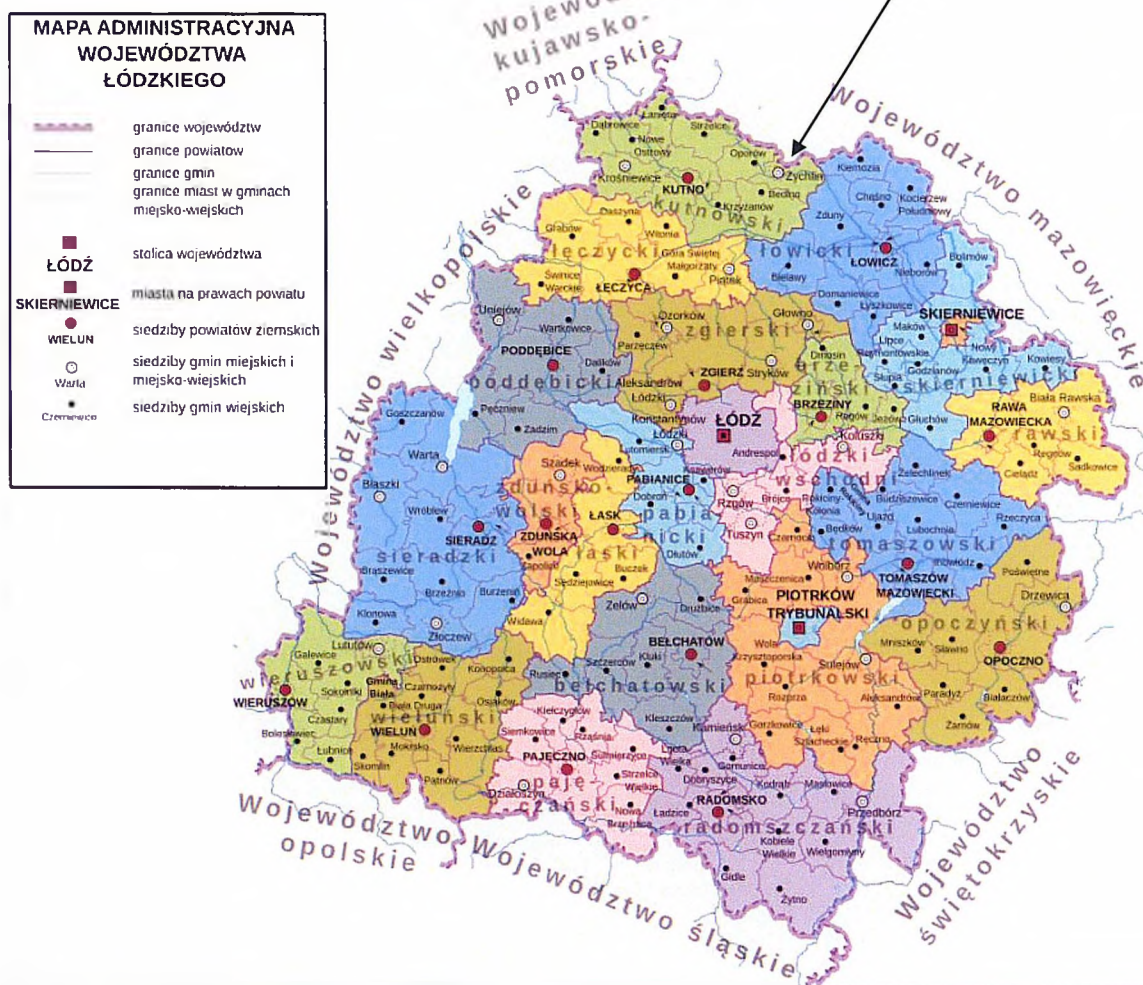 MAPA ADMINISTRACYJNA
WOJEWÓDZTWA
ŁÓDZKIEGO
granice województw
granice powiatow
granice gmin
granice miast w gminach
miejsko-wiejskich
ŁÓDŹ
stolica województwa
SKIERNIEWICE
miasta na prawach powiatu
WIELUN
siedziby powiatów ziemskich
Warta
siedziby gmin miejskich i
miejsko-wiejskich
Czerniewice
siedziby gmin wiejskich
kujawsko-
pomorskie
Województwo mazowieckie
Województwo wielkopolskie
Województwo
opolskie
Województwo śląskie
Województwo
świętokrzyskie
Łanięta
Dąbrowice
Strzelce
Nowe
Ostrowy
Oporów
Krośniewice
Żychlin
KUTNO
Bedlno
Krzyżanów
kutnowski
Kiernozia
Chąśno
Kocierzew
Południowy
Zduny
łowicki
ŁOWICZ
Bolimów
Bielawy
Nieborów
Domaniewice
Łyszkowice
Daszyna
Grabów
Witonia
łęczycki
Góra Świętej
Małgorzaty
Świnice
Warckie
ŁĘCZYCA
Piątek
SKIERNIEWICE
Maków
Lipce
Reymontowskie
Nowy
Kawęczyn
Kowiesy
Godzianów
Słupia
skierniewicki
Głuchów
Uniejów
Wartkowice
PODDĘBICE
Dalików
poddębicki
Pęczniew
Zadzim
Ozorków
Głowno
zgierski
Parzęczew
ZGIERZ
Stryków
Aleksandrów
Łódzki
Konstantynów
Łódzki
Dmosin
brze-
ziński
BRZEZINY
Rogów
Jeżów
Biała Rawska
RAWA
MAZOWIECKA
rawski
Regnów
Cielądz
Sadkowice
ŁÓDŹ
Andrespol
Koluszki
łódzki
wschodni
Brójce
Rzgów
Tuszyn
Lutomiersk
PABIANICE
Ksawerów
Dobroń
pabia
nicki
Dłutów
Goszczanów
Warta
Błaszki
Wróblew
SIERADZ
sieradzki
Brąszewice
Brzeźnio
Burzenin
Klonowa
Złoczew
Szadek
zduńsko-
wolski
ZDUŃSKA
WOLA
Zapolice
Wodzierady
ŁASK
łaski
Buczek
Sędziejowice
Widawa
Żelechlinek
Rokiciny-
Kolonia
Budziszewice
Czerniewice
Ujazd
Będków
Lubochnia
Rzeczyca
tomaszowski
Inowłódz
TOMASZÓW
MAZOWIECKI
Czarnocin
Wolbórz
Moszczenica
Grabica
PIOTRKÓW
TRYBUNALSKI
Wola
Krzysztoporska
Sulejów
piotrkowski
Rozprza
Aleksandrów
Gorzkowice
Łęki
Szlacheckie
Ręczno
Poświętne
Drzewica
opoczyński
Mniszków
Sławno
OPOCZNO
Paradyż
Białaczów
Żarnów
Zelów
Drużbice
BEŁCHATÓW
Szczerców
Kluki
Rusiec
bełchatowski
Kleszczów
Lututów
wieruszowski
Galewice
Sokolniki
WIERUSZÓW
Czastary
Bolesławiec
Łubnice
Ostrówek
Konopnica
Gmina
Biała
Czarnożyły
Biała Druga
Osjaków
wieluński
WIELUN
Mokrsko
Wierzchlas
Skomlin
Pątnów
Kiełczygłów
Siemkowice
Rząśnia
PAJĘCZNO
Sulmierzyce
Strzelce
Wielkie
Działoszyn
paję-
czański
Nowa
Brzeźnica
Kamieńsk
Lgota
Wielka
Gomunice
Dobryszyce
Kodrąb
Masłowice
RADOMSKO
Przedbórz
Ładzice
radomszczański
Kobiele
Wielkie
Wielgomłyny
Gidle
Żytno